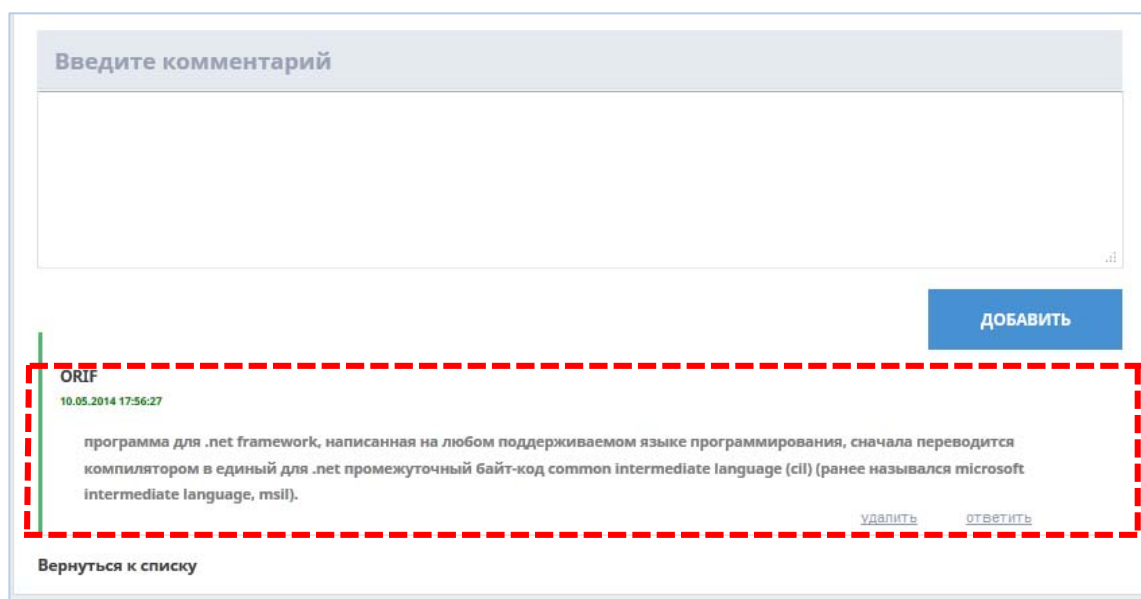 Введите комментарий
ДОБАВИТЬ
ORIF
10.05.2014 17:56:27
программа для .net framework, написанная на любом поддерживаемом языке программирования, сначала переводится
компилятором в единый для .net промежуточный байт-код common intermediate language (cil) (ранее назывался microsoft
intermediate language, msil).
удалить ответить
Вернуться к списку